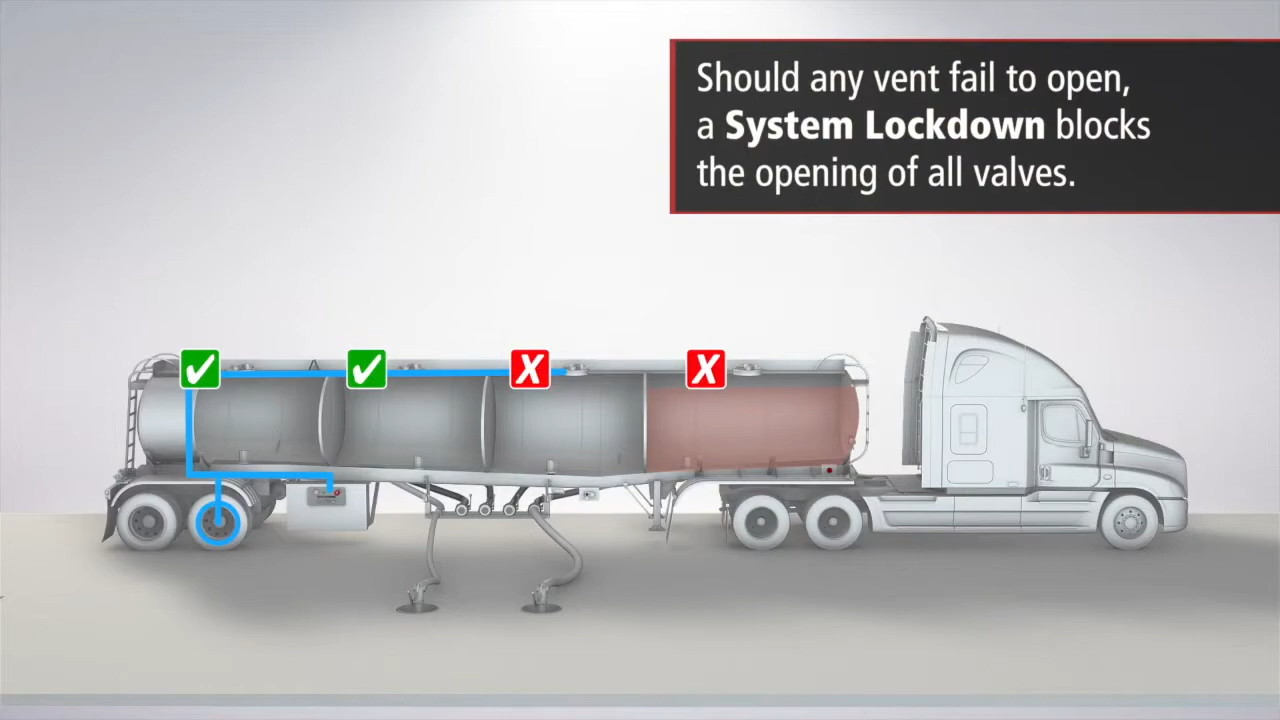 Should any vent fail to open,
a System Lockdown blocks
the opening of all valves.